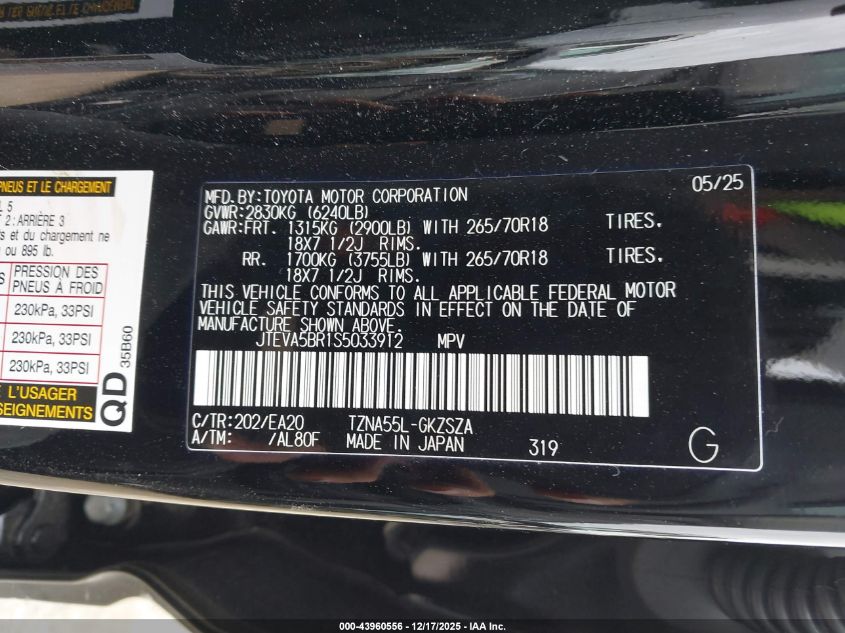 PNEUS ET LE CHARGEMENT
L 5
2: ARRIÈRE 3
s et du chargement ne
ou 895 lb.
PRESSION DES
PNEUS À FROID
230kPa, 33PSI
230kPa, 33PSI
230kPa, 33PSI
L'USAGER
SEIGNEMENTS
QD
35B60
MFD.BY:TOYOTA MOTOR CORPORATION 05/25
GVWR:2830KG (6240LB)
GAWR:FRT. 1315KG (2900LB) WITH 265/70R18 TIRES.
18X7 1/2J RIMS.
RR. 1700KG (3755LB) WITH 265/70R18 TIRES.
18X7 1/2J RIMS.
THIS VEHICLE CONFORMS TO ALL APPLICABLE FEDERAL MOTOR
VEHICLE SAFETY STANDARDS IN EFFECT ON THE DATE OF
MANUFACTURE SHOWN ABOVE.
JTEVA5BR1S5033912 MPV
C/TR:202/EA20 TZNA55L-GKZSZA
A/TM: /AL80F MADE IN JAPAN 319 G
000-43960556 - 12/17/2025 - IAA Inc.